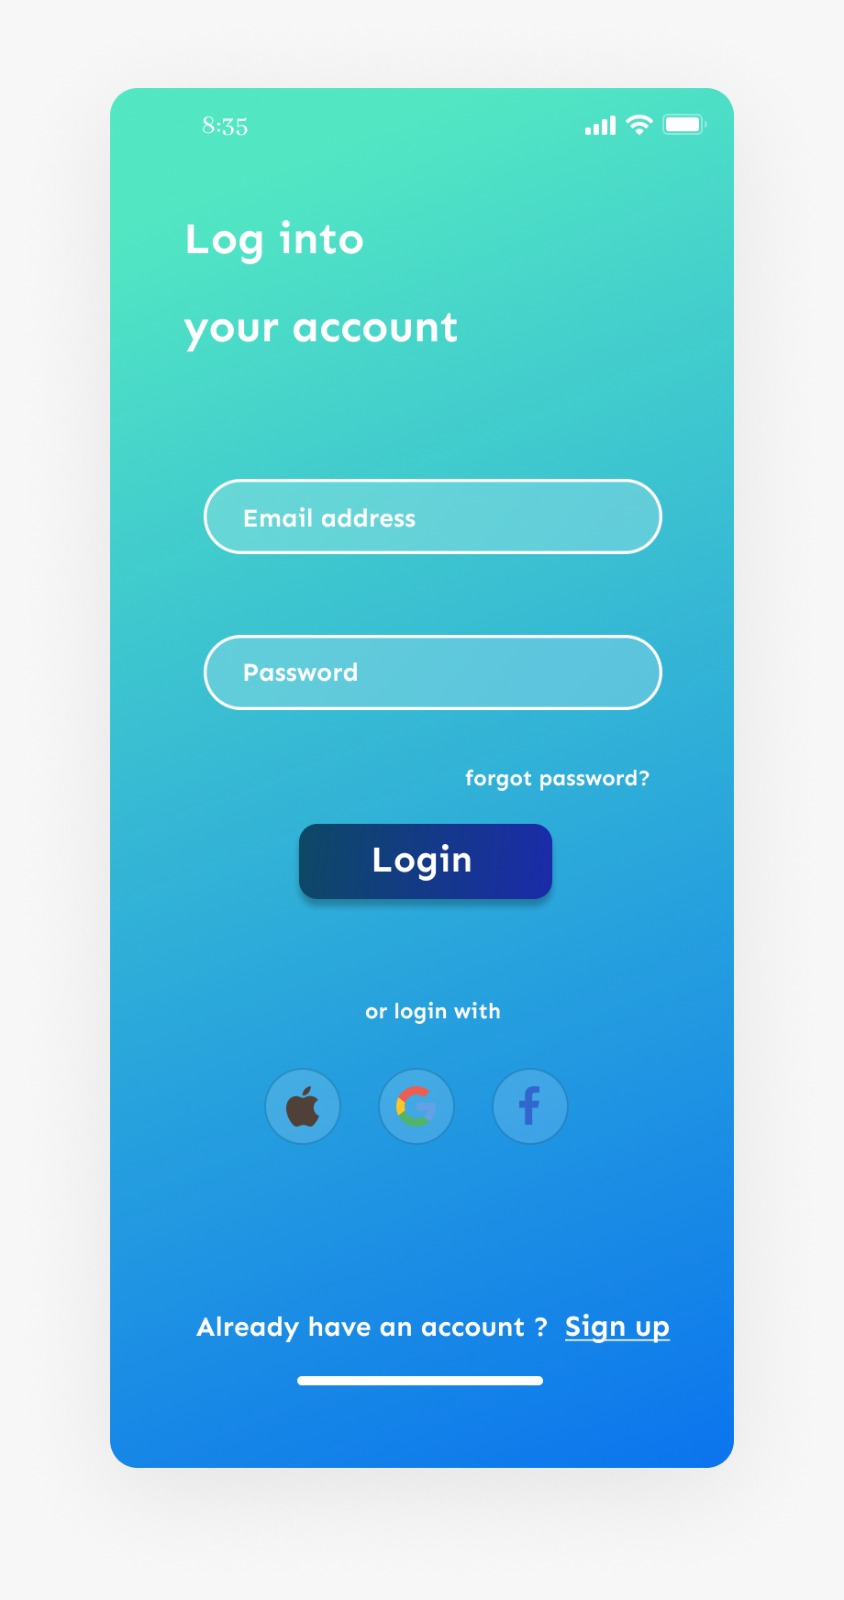 8:35
Log into
your account
Email address
Password
forgot password?
Login
or login with
Already have an account ? Sign up